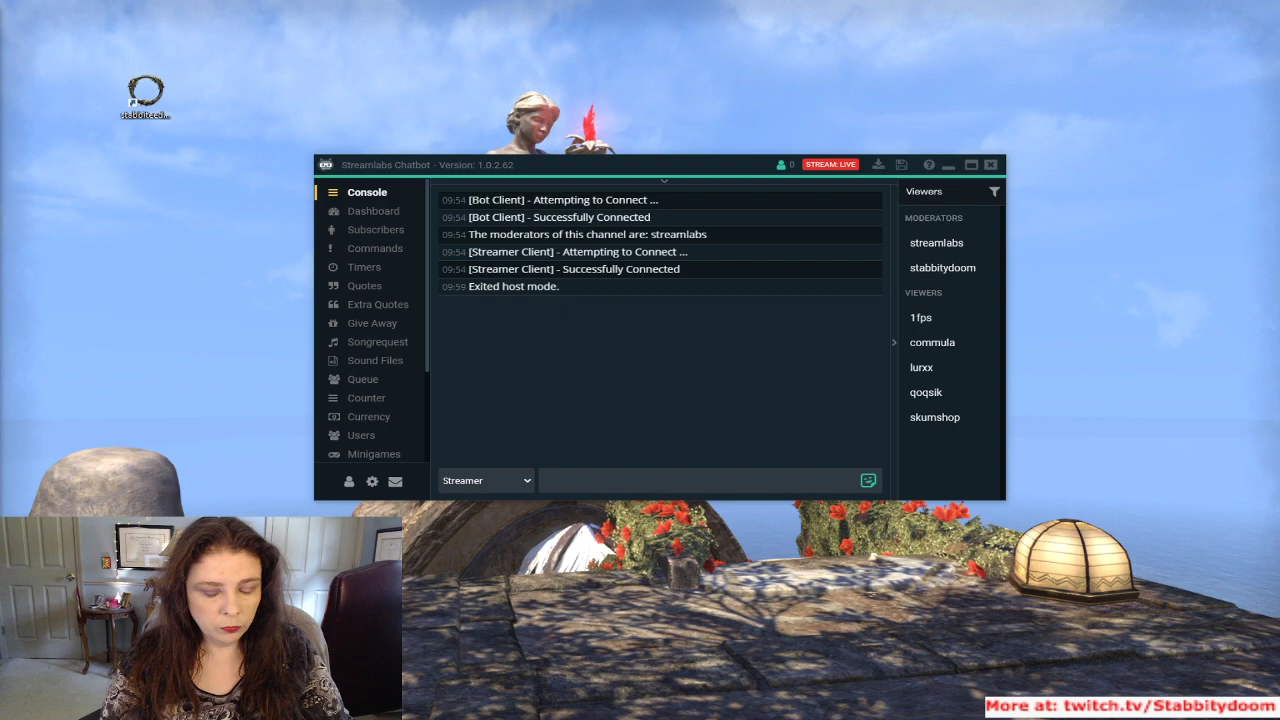 stabbiteed...
Streamlabs Chatbot - Version: 1.0.2.62
0
STREAM: LIVE
Console
Dashboard
Subscribers
Commands
Timers
Quotes
Extra Quotes
Give Away
Songrequest
Sound Files
Queue
Counter
Currency
Users
Minigames
09:54 [Bot Client] - Attempting to Connect ...
09:54 [Bot Client] - Successfully Connected
09:54 The moderators of this channel are: streamlabs
09:54 [Streamer Client] - Attempting to Connect ...
09:54 [Streamer Client] - Successfully Connected
09:59 Exited host mode.
Streamer
Viewers
MODERATORS
streamlabs
stabbitydoom
VIEWERS
1fps
commula
lurxx
qoqsik
skumshop
More at: twitch.tv/Stabbitydoom